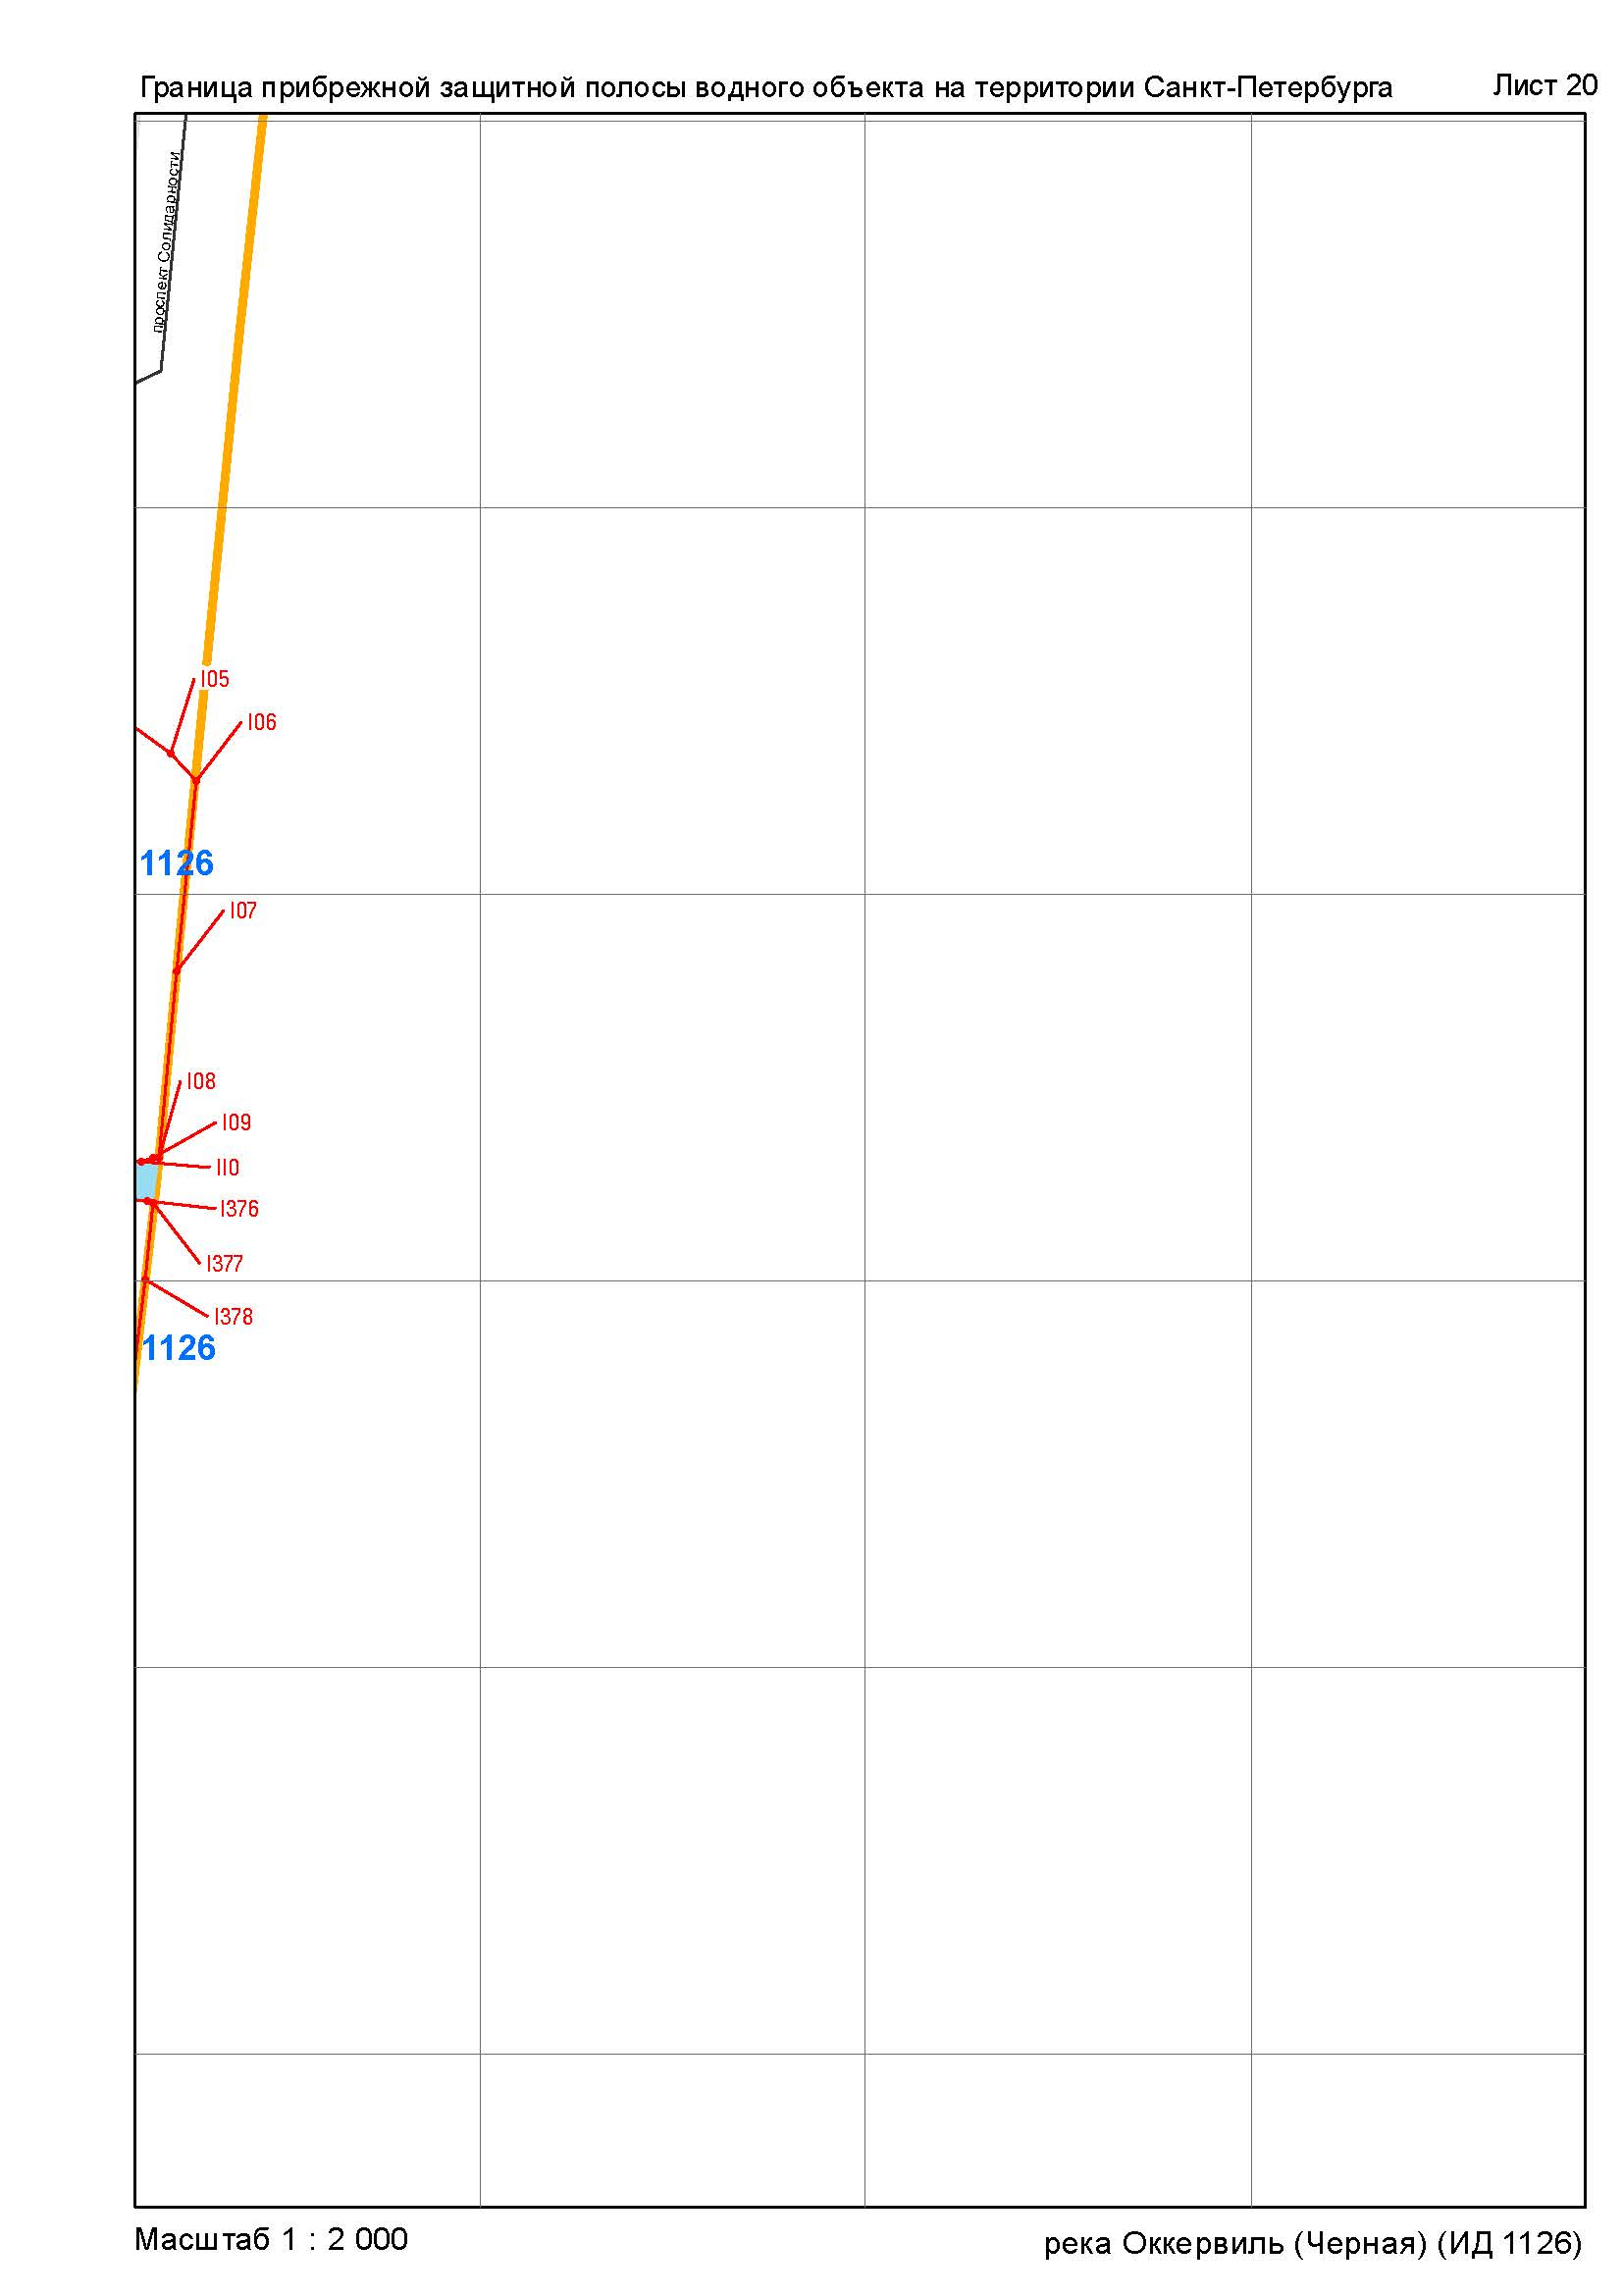 Граница прибрежной защитной полосы водного объекта на территории Санкт-Петербурга
Лист 20
проспект Солидарности
105
106
1126
107
108
109
110
1376
1377
1378
1126
Масштаб 1 : 2 000
река Оккервиль (Черная) (ИД 1126)